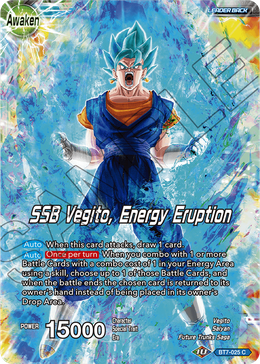 LEADER BACK
Awaken
SSB Vegito, Energy Eruption
Auto When this card attacks, draw 1 card.
Auto Once per turn When you combo with 1 or more
Battle Cards with a combo cost of 1 in your Energy Area
using a skill, choose up to 1 of those Battle Cards, and
when the battle ends the chosen card is returned to its
owner's hand instead of being placed in its owner's
Drop Area.
POWER 15000
Character Vegito
Special Trait Saiyan
Era Future Trunks Saga
BT7-025 C